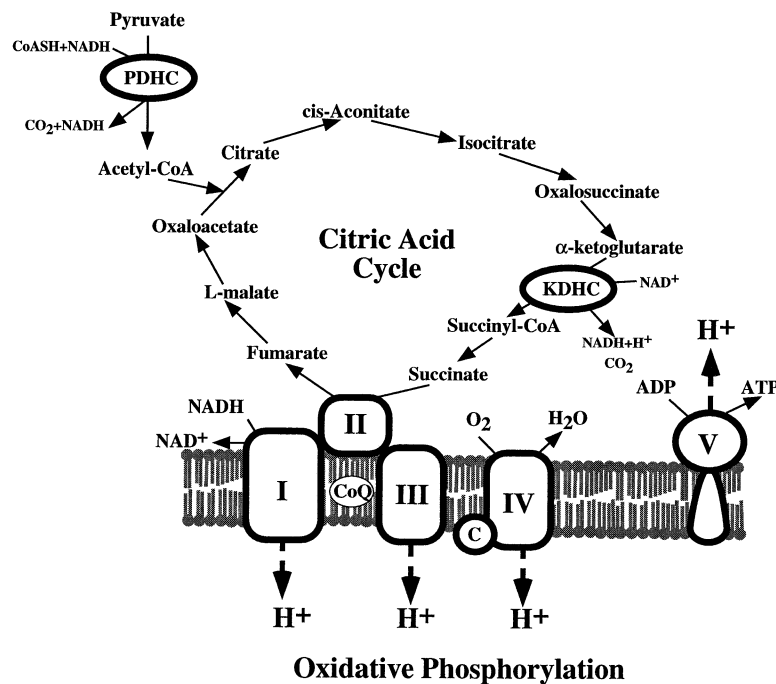 Pyruvate
CoASH+NADH
PDHC
CO2+NADH
Acetyl-CoA
cis-Aconitate
Citrate
Isocitrate
Oxalosuccinate
Oxaloacetate
Citric Acid
Cycle
α-ketoglutarate
KDHC
NAD+
L-malate
Succinyl-CoA
NADH+H+
CO2
H+
Fumarate
Succinate
ADP
ATP
NADH
II
O2
H2O
NAD+
V
I
CoQ
III
IV
C
H+
H+
H+
Oxidative Phosphorylation